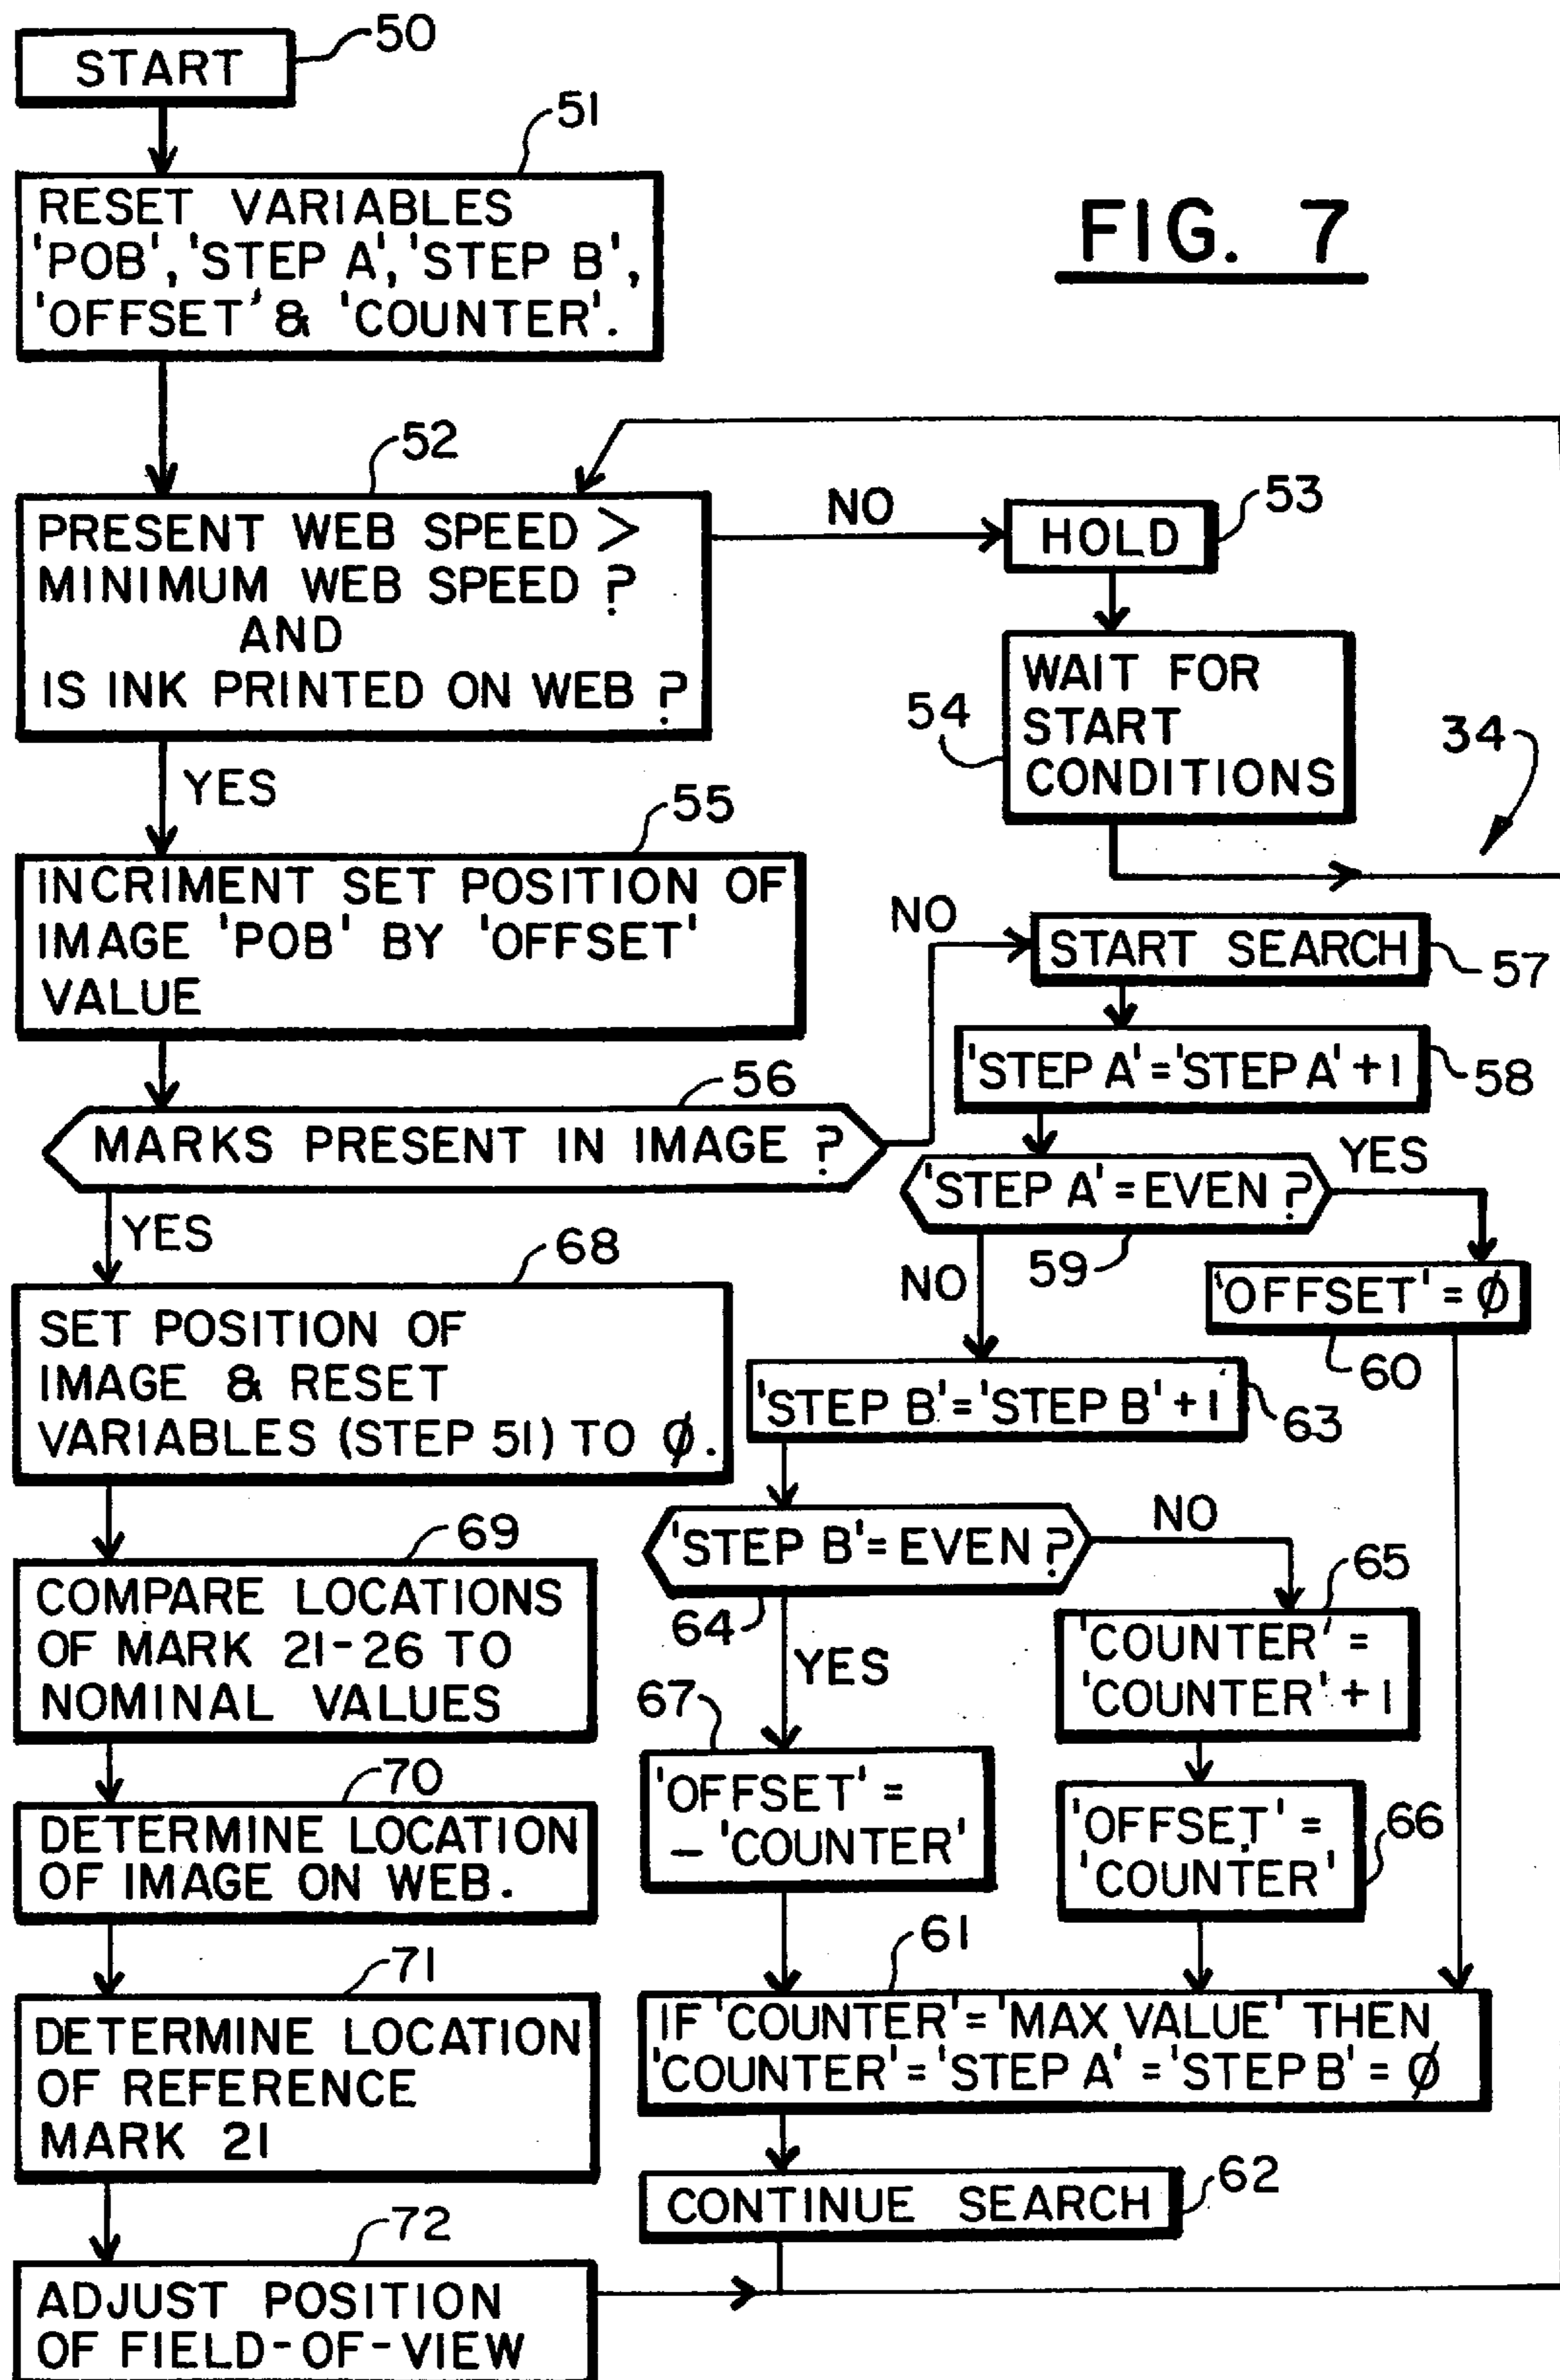 START
50
51
RESET VARIABLES
'POB', 'STEP A', 'STEP B',
'OFFSET' & 'COUNTER'.
FIG. 7
52
PRESENT WEB SPEED >
MINIMUM WEB SPEED ?
AND
IS INK PRINTED ON WEB ?
NO
HOLD
53
54
WAIT FOR
START
CONDITIONS
34
YES
55
INCRIMENT SET POSITION OF
IMAGE 'POB' BY 'OFFSET'
VALUE
56
MARKS PRESENT IN IMAGE ?
NO
START SEARCH
57
'STEP A' = 'STEP A' + 1
58
'STEP A' = EVEN ?
59
YES
'OFFSET' = ∅
60
NO
'STEP B' = 'STEP B' + 1
63
'STEP B' = EVEN ?
64
NO
65
'COUNTER' =
'COUNTER' + 1
'OFFSET' =
'COUNTER'
66
YES
67
'OFFSET' =
- 'COUNTER'
61
IF 'COUNTER' = 'MAX VALUE' THEN
'COUNTER' = 'STEP A' = 'STEP B' = ∅
CONTINUE SEARCH
62
YES
68
SET POSITION OF
IMAGE & RESET
VARIABLES (STEP 51) TO ∅.
69
COMPARE LOCATIONS
OF MARK 21-26 TO
NOMINAL VALUES
70
DETERMINE LOCATION
OF IMAGE ON WEB.
71
DETERMINE LOCATION
OF REFERENCE
MARK 21
72
ADJUST POSITION
OF FIELD-OF-VIEW